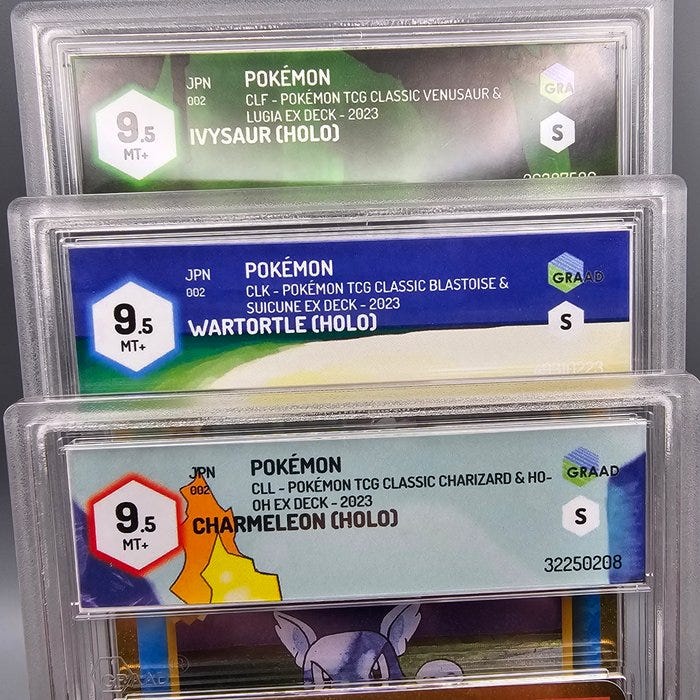 JPN POKÉMON
002 CLF - POKÉMON TCG CLASSIC VENUSAUR &
LUGIA EX DECK - 2023
IVYSAUR (HOLO)
9.5
MT+
GRA
S
JPN POKÉMON
002 CLK - POKÉMON TCG CLASSIC BLASTOISE &
SUICUNE EX DECK - 2023
WARTORTLE (HOLO)
9.5
MT+
GRAAD
S
JPN POKÉMON
002 CLL - POKÉMON TCG CLASSIC CHARIZARD & HO-
OH EX DECK - 2023
CHARMELEON (HOLO)
9.5
MT+
GRAAD
S
32250208
GRAAD